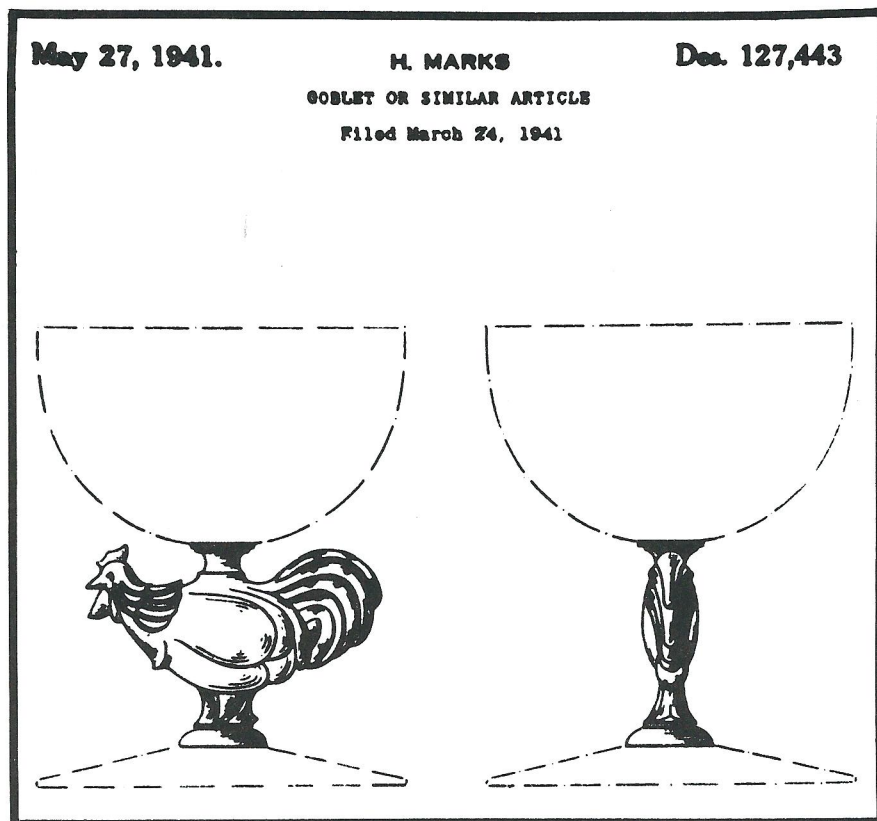 May 27, 1941.
H. MARKS
Des. 127,443
GOBLET OR SIMILAR ARTICLE
Filed March 24, 1941